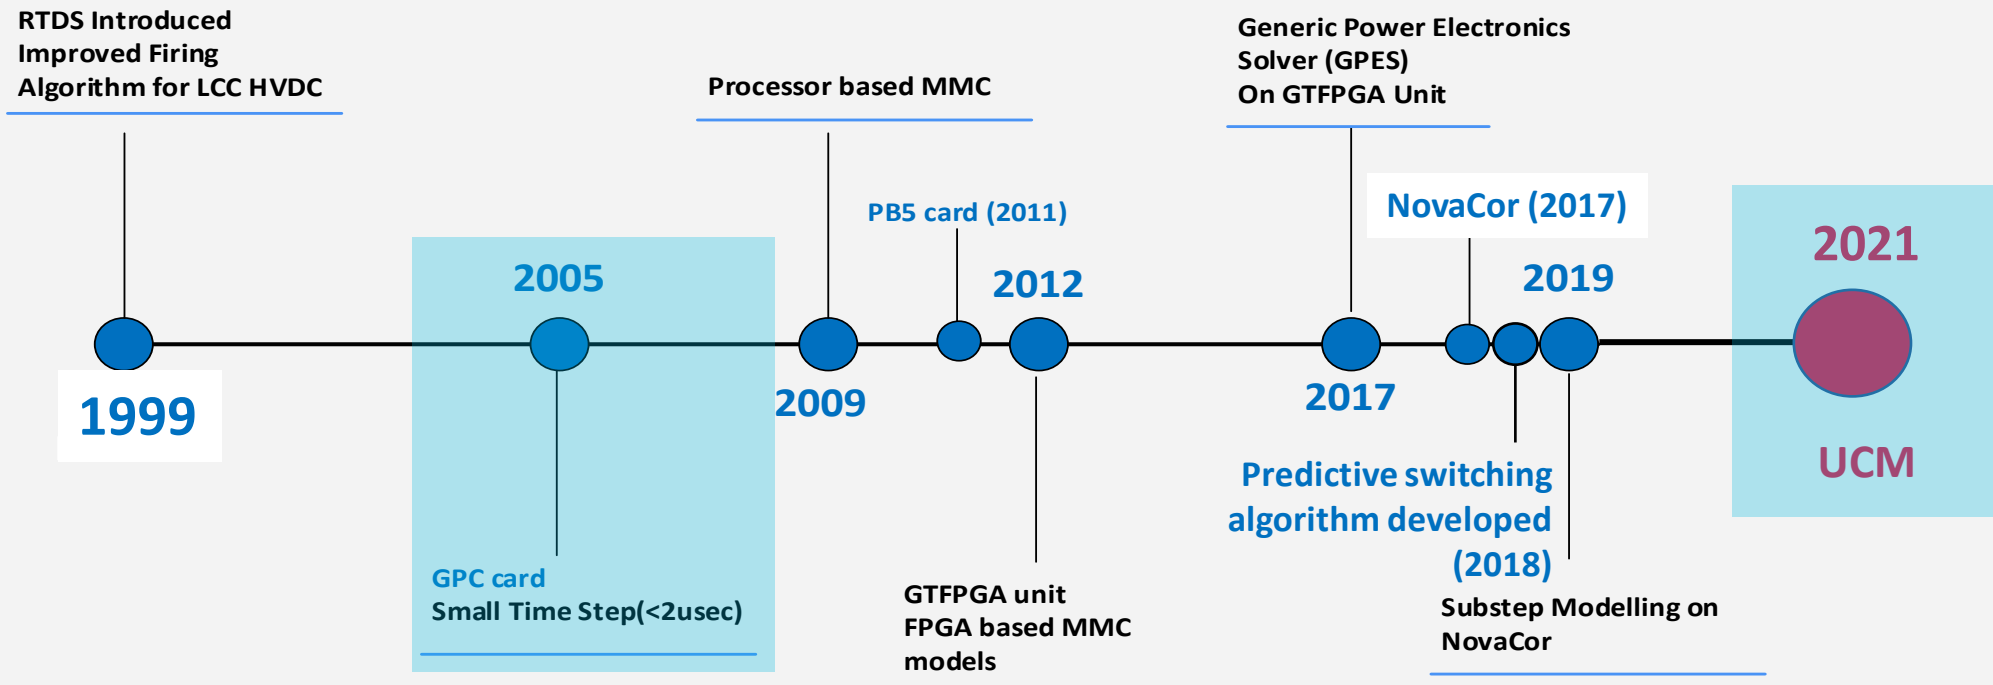 RTDS Introduced
Improved Firing
Algorithm for LCC HVDC
1999
2005
GPC card
Small Time Step(<2usec)
Processor based MMC
2009
PB5 card (2011)
2012
GTFPGA unit
FPGA based MMC
models
Generic Power Electronics
Solver (GPES)
On GTFPGA Unit
2017
NovaCor (2017)
Predictive switching
algorithm developed
(2018)
2019
Substep Modelling on
NovaCor
2021
UCM